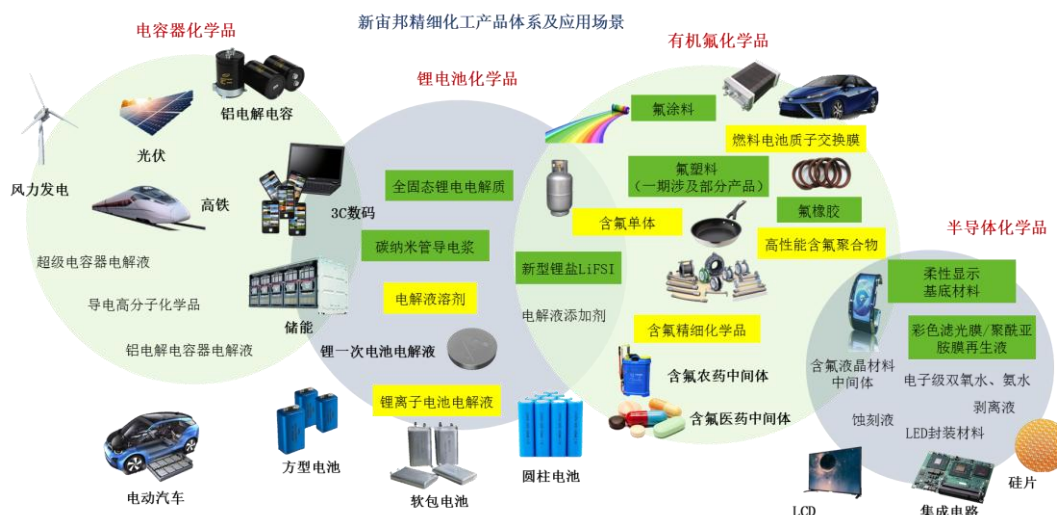 新宙邦精细化工产品体系及应用场景
电容器化学品
铝电解电容
光伏
风力发电
高铁
3C数码
超级电容器电解液
导电高分子化学品
储能
铝电解电容器电解液
电动汽车
锂电池化学品
全固态锂电电解质
碳纳米管导电浆
电解液溶剂
锂一次电池电解液
锂离子电池电解液
方型电池
软包电池
圆柱电池
新型锂盐LiFSI
电解液添加剂
有机氟化学品
氟涂料
燃料电池质子交换膜
氟塑料
（一期涉及部分产品）
含氟单体
氟橡胶
高性能含氟聚合物
含氟精细化学品
含氟农药中间体
含氟医药中间体
半导体化学品
柔性显示
基底材料
彩色滤光膜/聚酰亚
胺膜再生液
含氟液晶材料
中间体
电子级双氧水、氨水
剥离液
蚀刻液
LED封装材料
硅片
LCD
集成电路